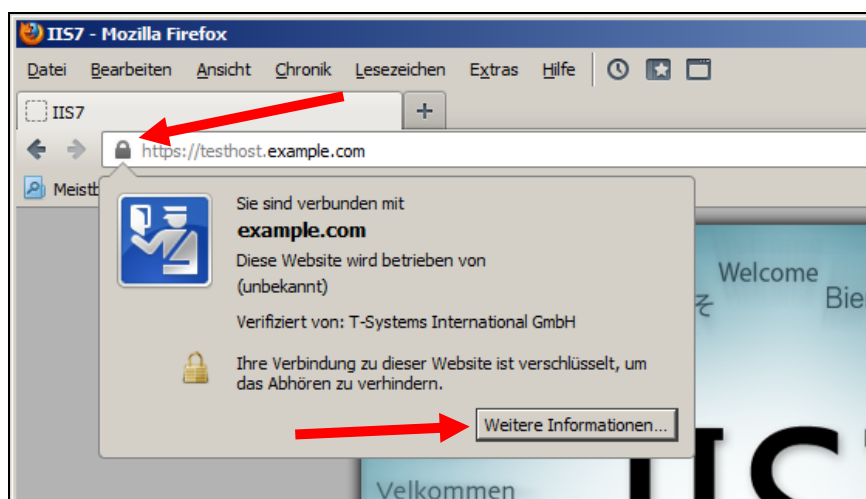 IIS7 - Mozilla Firefox
Datei Bearbeiten Ansicht Chronik Lesezeichen Extras Hilfe
IIS7
https://testhost.example.com
Sie sind verbunden mit
example.com
Diese Website wird betrieben von
(unbekannt)
Verifiziert von: T-Systems International GmbH
Ihre Verbindung zu dieser Website ist verschlüsselt, um
das Abhören zu verhindern.
Weitere Informationen...
Welcome
そ
Velkommen